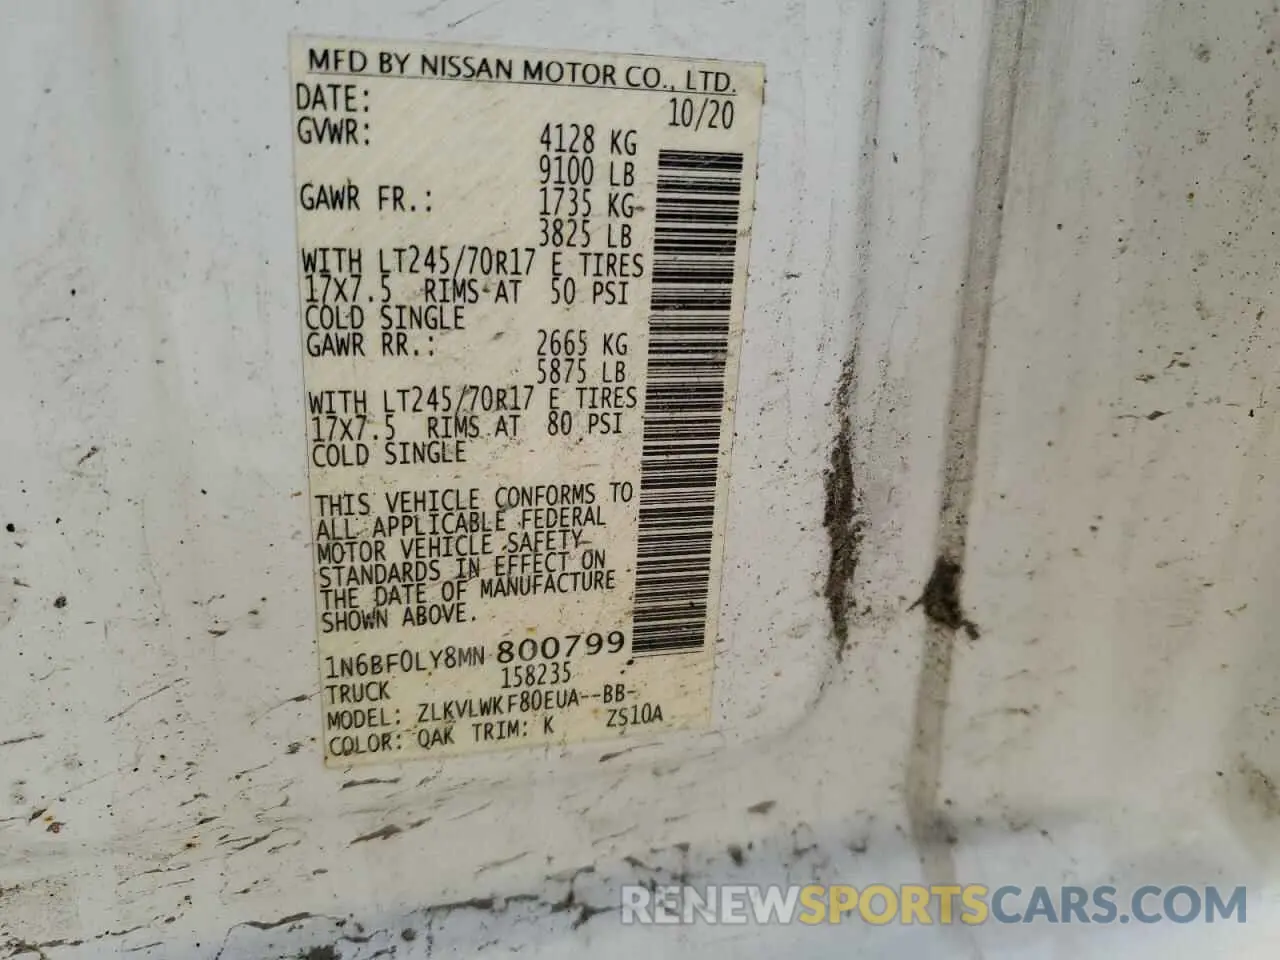 MFD BY NISSAN MOTOR CO., LTD.
DATE: 10/20
GVWR: 4128 KG
9100 LB
GAWR FR.: 1735 KG
3825 LB
WITH LT245/70R17 E TIRES
17X7.5 RIMS AT 50 PSI
COLD SINGLE
GAWR RR.: 2665 KG
5875 LB
WITH LT245/70R17 E TIRES
17X7.5 RIMS AT 80 PSI
COLD SINGLE
THIS VEHICLE CONFORMS TO
ALL APPLICABLE FEDERAL
MOTOR VEHICLE SAFETY
STANDARDS IN EFFECT ON
THE DATE OF MANUFACTURE
SHOWN ABOVE.
1N6BF0LY8MN 800799
TRUCK 158235
MODEL: ZLKVLWKF80EUA--BB-
COLOR: QAK TRIM: K ZS10A
RENEWSPORTSCARS.COM